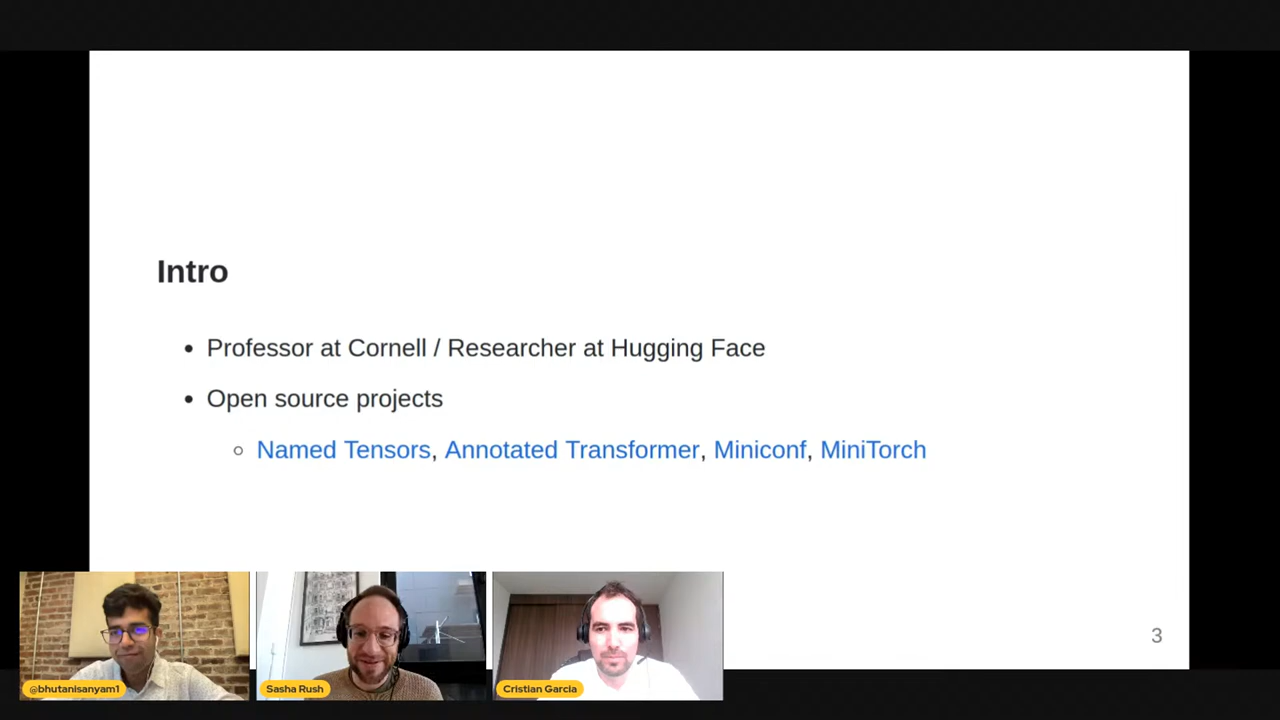 Intro
Professor at Cornell / Researcher at Hugging Face
Open source projects
Named Tensors, Annotated Transformer, Miniconf, MiniTorch
3
@bhutanisanyam1
Sasha Rush
Cristian Garcia